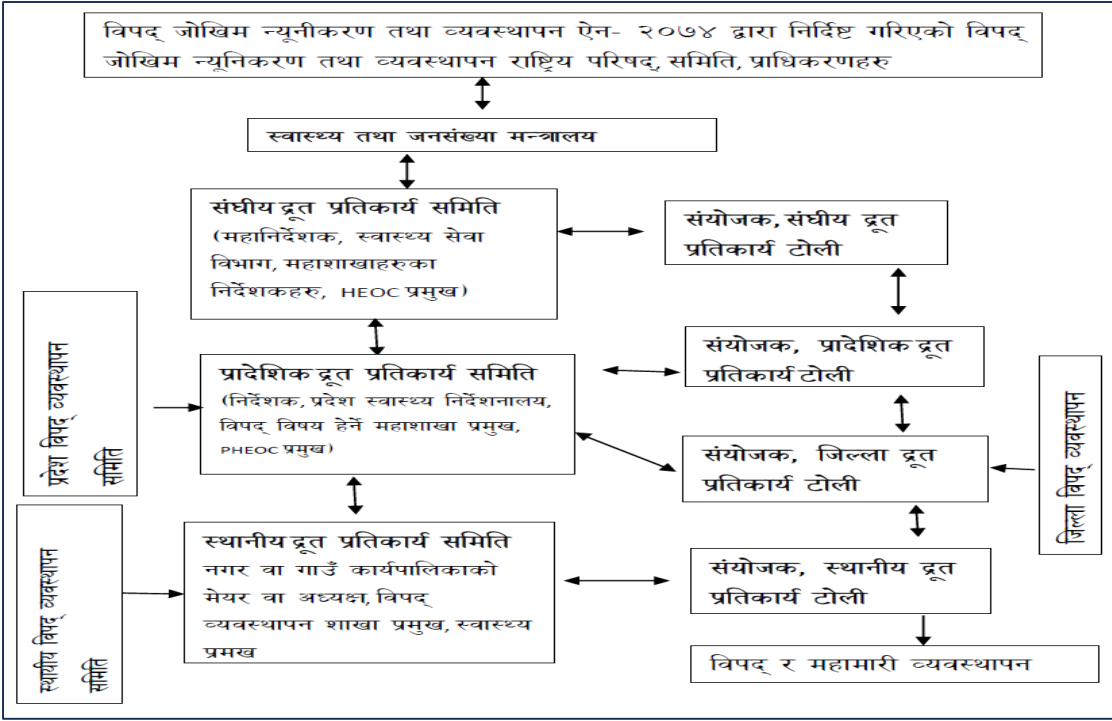 विपद् जोखिम न्यूनीकरण तथा व्यवस्थापन ऐन- २०७४ द्वारा निर्दिष्ट गरिएको विपद्
जोखिम न्यूनिकरण तथा व्यवस्थापन राष्ट्रिय परिषद्, समिति, प्राधिकरणहरु
स्वास्थ्य तथा जनसंख्या मन्त्रालय
संघीय द्रूत प्रतिकार्य समिति
(महानिर्देशक, स्वास्थ्य सेवा
विभाग, महाशाखाहरुका
निर्देशकहरु, HEOC प्रमुख)
संयोजक, संघीय द्रूत
प्रतिकार्य टोली
प्रदेश विपद् व्यवस्थापन
समिति
प्रादेशिक द्रूत प्रतिकार्य समिति
(निर्देशक, प्रदेश स्वास्थ्य निर्देशनालय,
विपद् विषय हेर्ने महाशाखा प्रमुख,
PHEOC प्रमुख)
संयोजक, प्रादेशिक द्रूत
प्रतिकार्य टोली
संयोजक, जिल्ला द्रूत
प्रतिकार्य टोली
जिल्ला विपद् व्यवस्थापन
स्थायीय विपद् व्यवस्थापन
समिति
स्थानीय द्रूत प्रतिकार्य समिति
नगर वा गाउँ कार्यपालिकाको
मेयर वा अध्यक्ष, विपद्
व्यवस्थापन शाखा प्रमुख, स्वास्थ्य
प्रमख
संयोजक, स्थानीय द्रूत
प्रतिकार्य टोली
विपद् र महामारी व्यवस्थापन